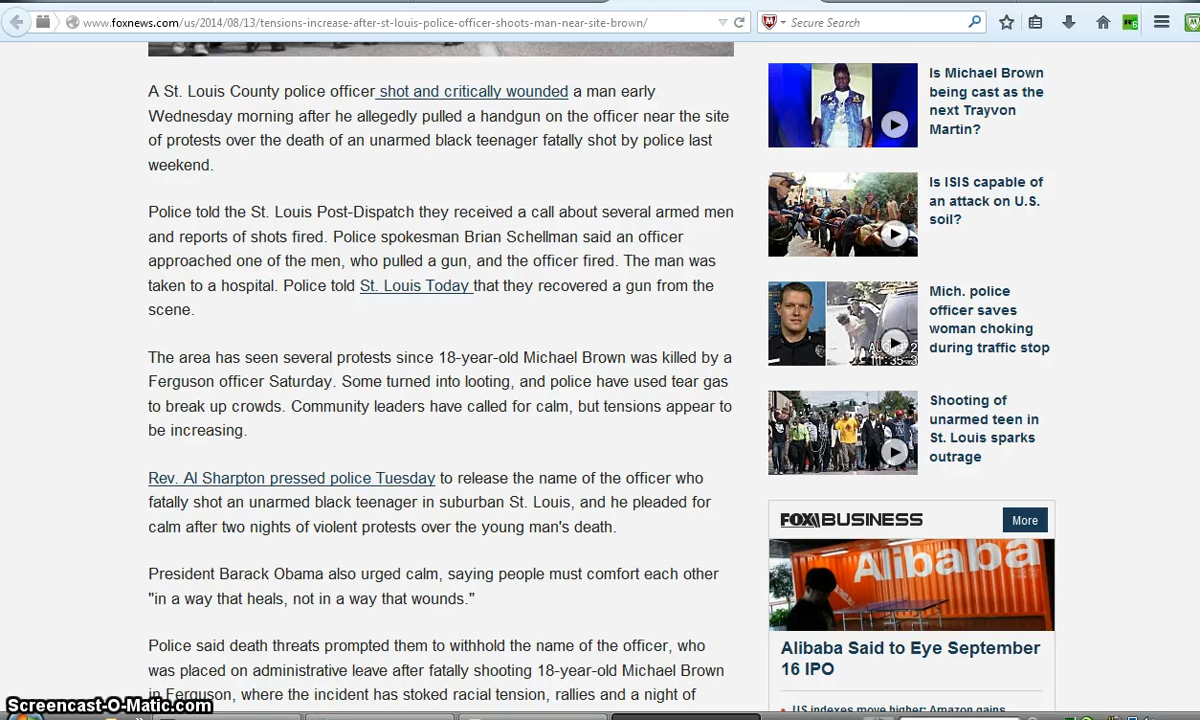 www.foxnews.com/us/2014/08/13/tensions-increase-after-st-louis-police-officer-shoots-man-near-site-brown/
Secure Search
A St. Louis County police officer shot and critically wounded a man early
Wednesday morning after he allegedly pulled a handgun on the officer near the site
of protests over the death of an unarmed black teenager fatally shot by police last
weekend.
Police told the St. Louis Post-Dispatch they received a call about several armed men
and reports of shots fired. Police spokesman Brian Schellman said an officer
approached one of the men, who pulled a gun, and the officer fired. The man was
taken to a hospital. Police told St. Louis Today that they recovered a gun from the
scene.
The area has seen several protests since 18-year-old Michael Brown was killed by a
Ferguson officer Saturday. Some turned into looting, and police have used tear gas
to break up crowds. Community leaders have called for calm, but tensions appear to
be increasing.
Rev. Al Sharpton pressed police Tuesday to release the name of the officer who
fatally shot an unarmed black teenager in suburban St. Louis, and he pleaded for
calm after two nights of violent protests over the young man's death.
President Barack Obama also urged calm, saying people must comfort each other
"in a way that heals, not in a way that wounds."
Police said death threats prompted them to withhold the name of the officer, who
was placed on administrative leave after fatally shooting 18-year-old Michael Brown
in Ferguson, where the incident has stoked racial tension, rallies and a night of
Is Michael Brown
being cast as the
next Trayvon
Martin?
Is ISIS capable of
an attack on U.S.
soil?
Mich. police
officer saves
woman choking
during traffic stop
Shooting of
unarmed teen in
St. Louis sparks
outrage
FOX BUSINESS
More
Alibaba
Alibaba Said to Eye September
16 IPO
US indexes move higher; Amazon gains
Screencast-O-Matic.com